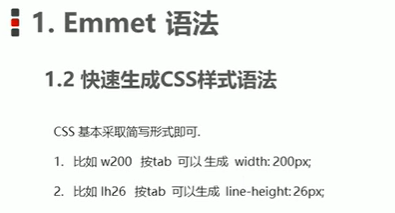 1. Emmet 语法
1.2 快速生成CSS样式语法
CSS 基本采取简写形式即可.
1. 比如 w200 按tab 可以 生成 width: 200px;
2. 比如 lh26 按tab 可以生成 line-height: 26px;